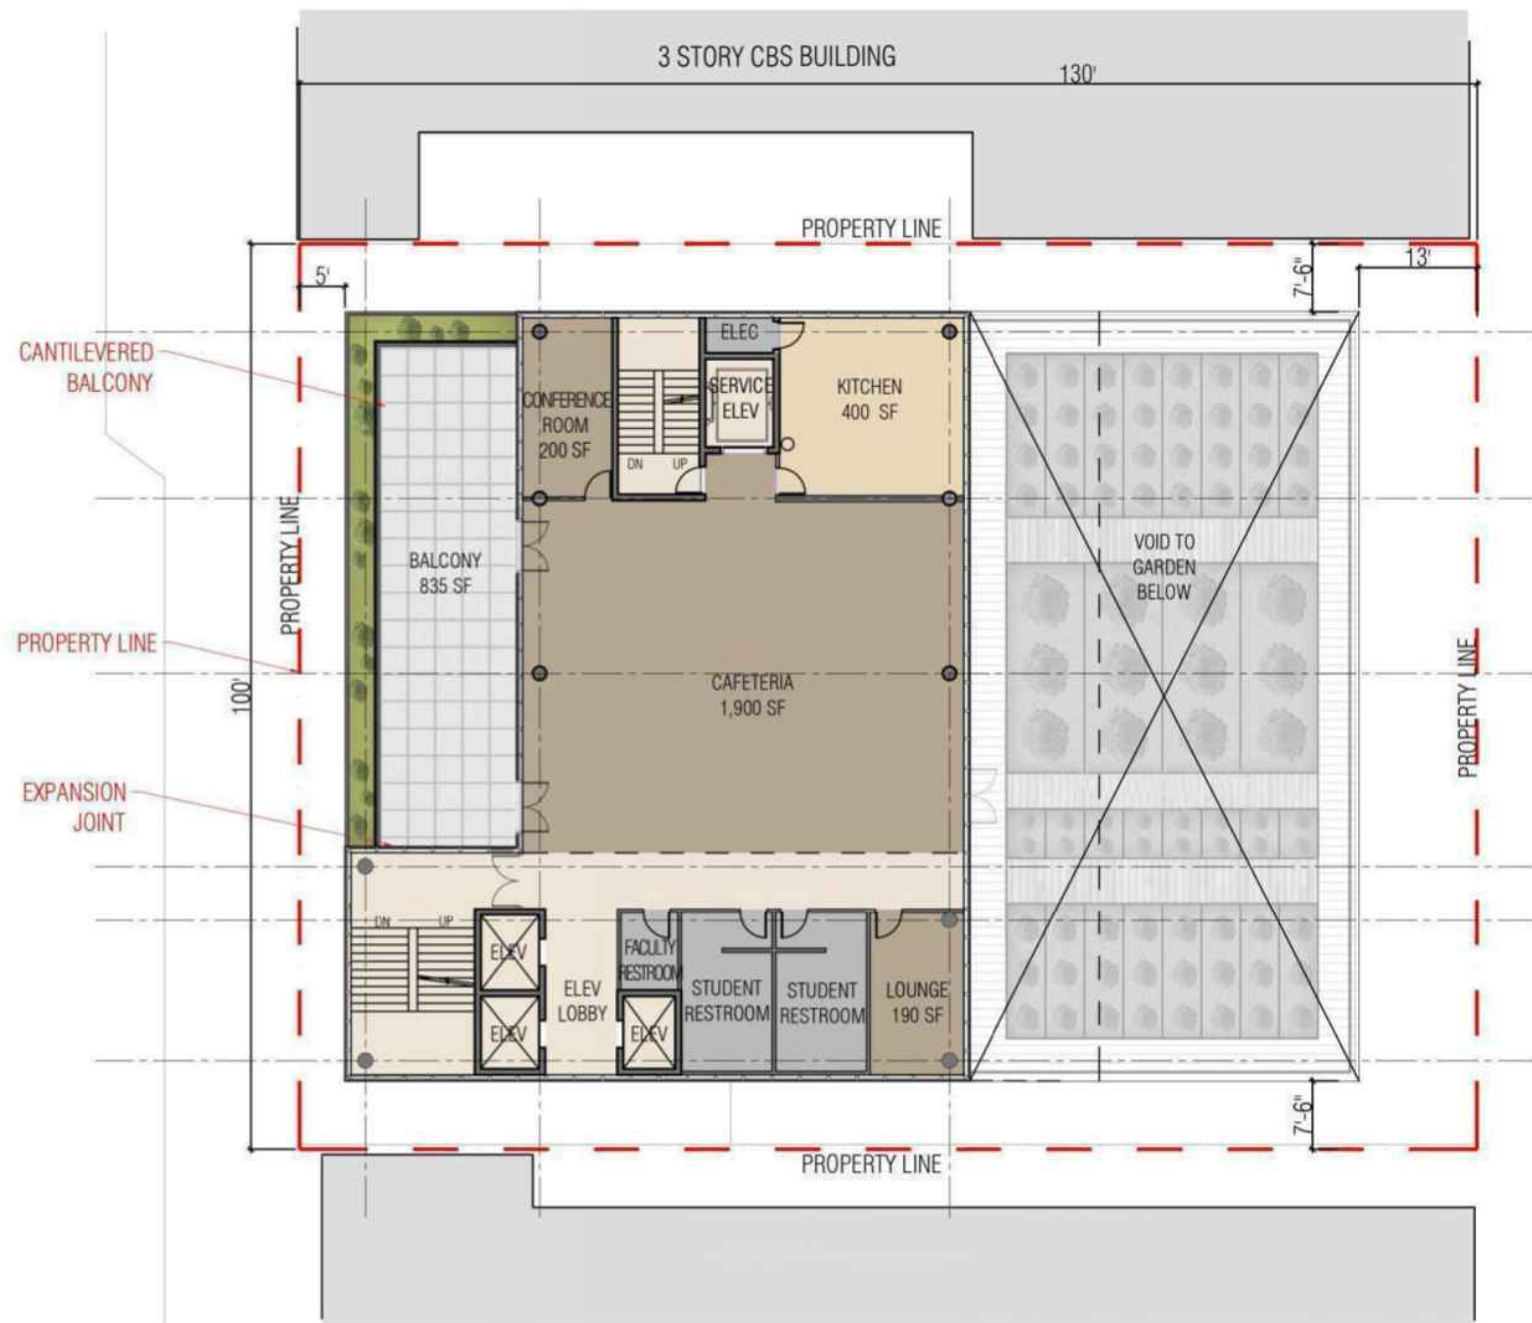 3 STORY CBS BUILDING
130'
PROPERTY LINE
5'
7'-6"
13'
CANTILEVERED
BALCONY
ELEC
SERVICE
ELEV
KITCHEN
400 SF
CONFERENCE
ROOM
200 SF
DN UP
PROPERTY LINE
BALCONY
835 SF
VOID TO
GARDEN
BELOW
PROPERTY LINE
100'
CAFETERIA
1,900 SF
PROPERTY LINE
EXPANSION
JOINT
DN UP
ELEV
ELEV
ELEV
LOBBY
FACULTY
RESTROOM
ELEV
STUDENT
RESTROOM
STUDENT
RESTROOM
LOUNGE
190 SF
7'-6"
PROPERTY LINE